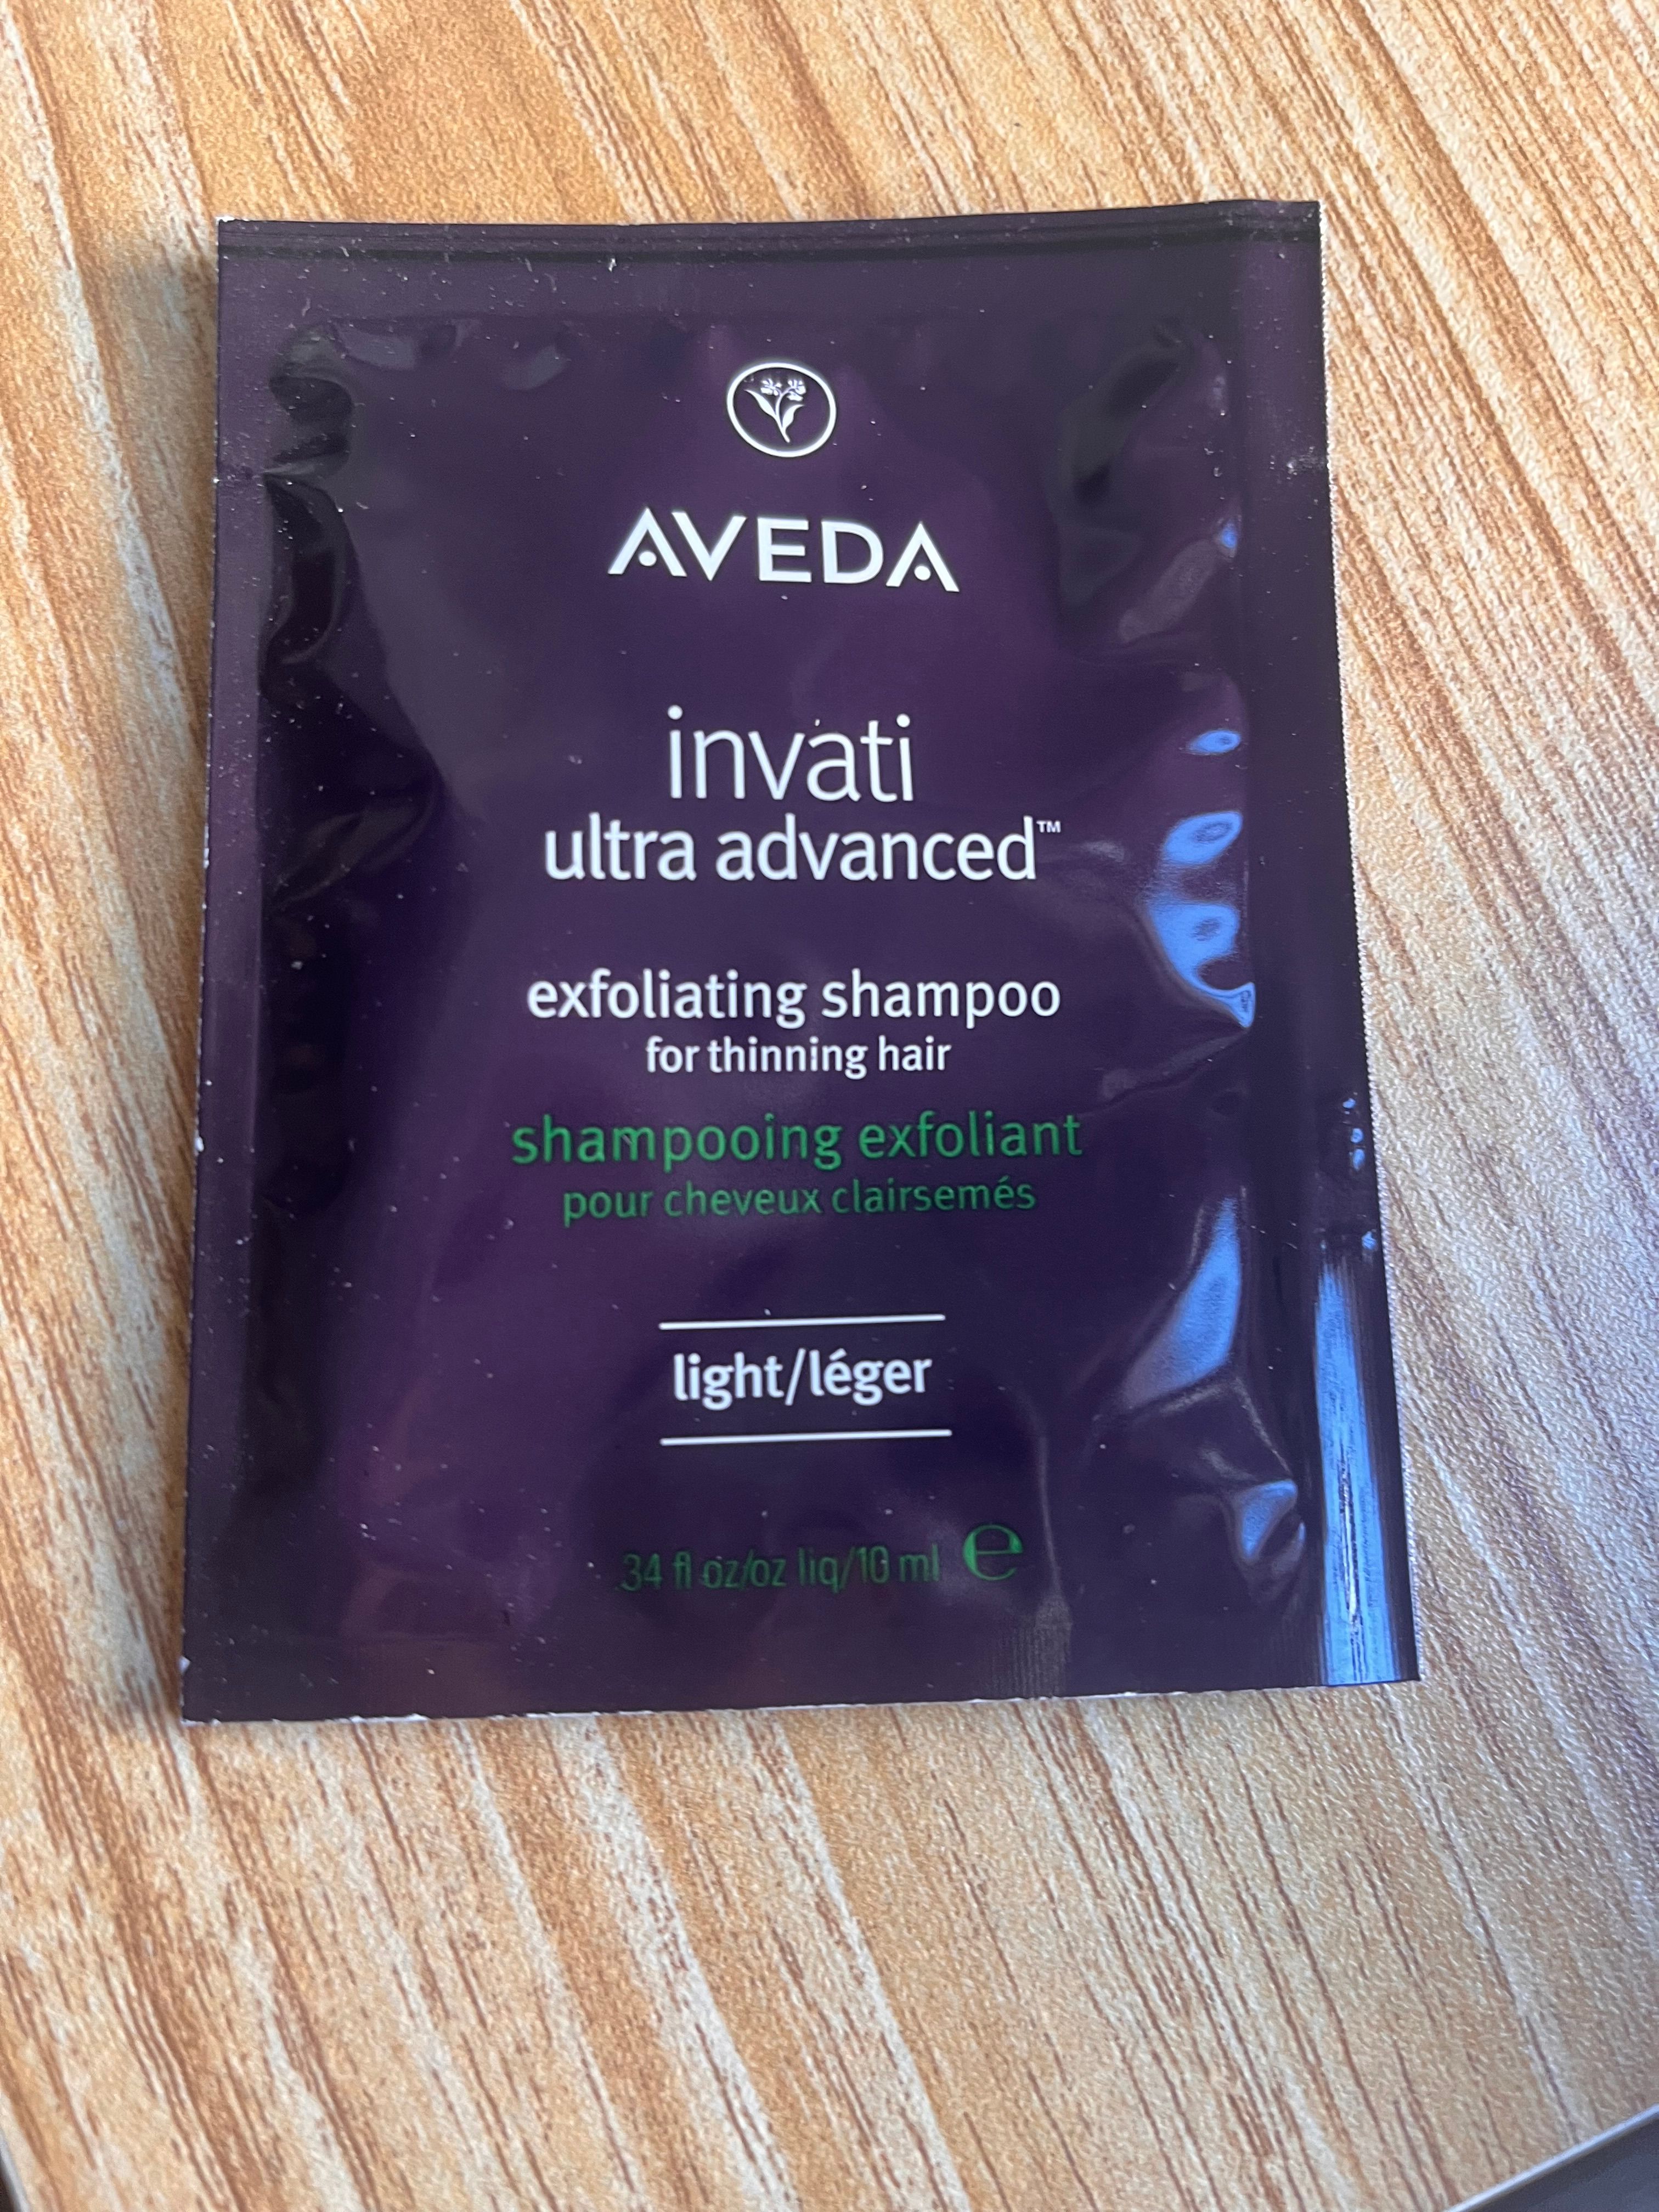 AVEDA
invati
ultra advanced™
exfoliating shampoo
for thinning hair
shampooing exfoliant
pour cheveux clairsemés
light/léger
.34 fl oz/oz liq/10 ml ℮